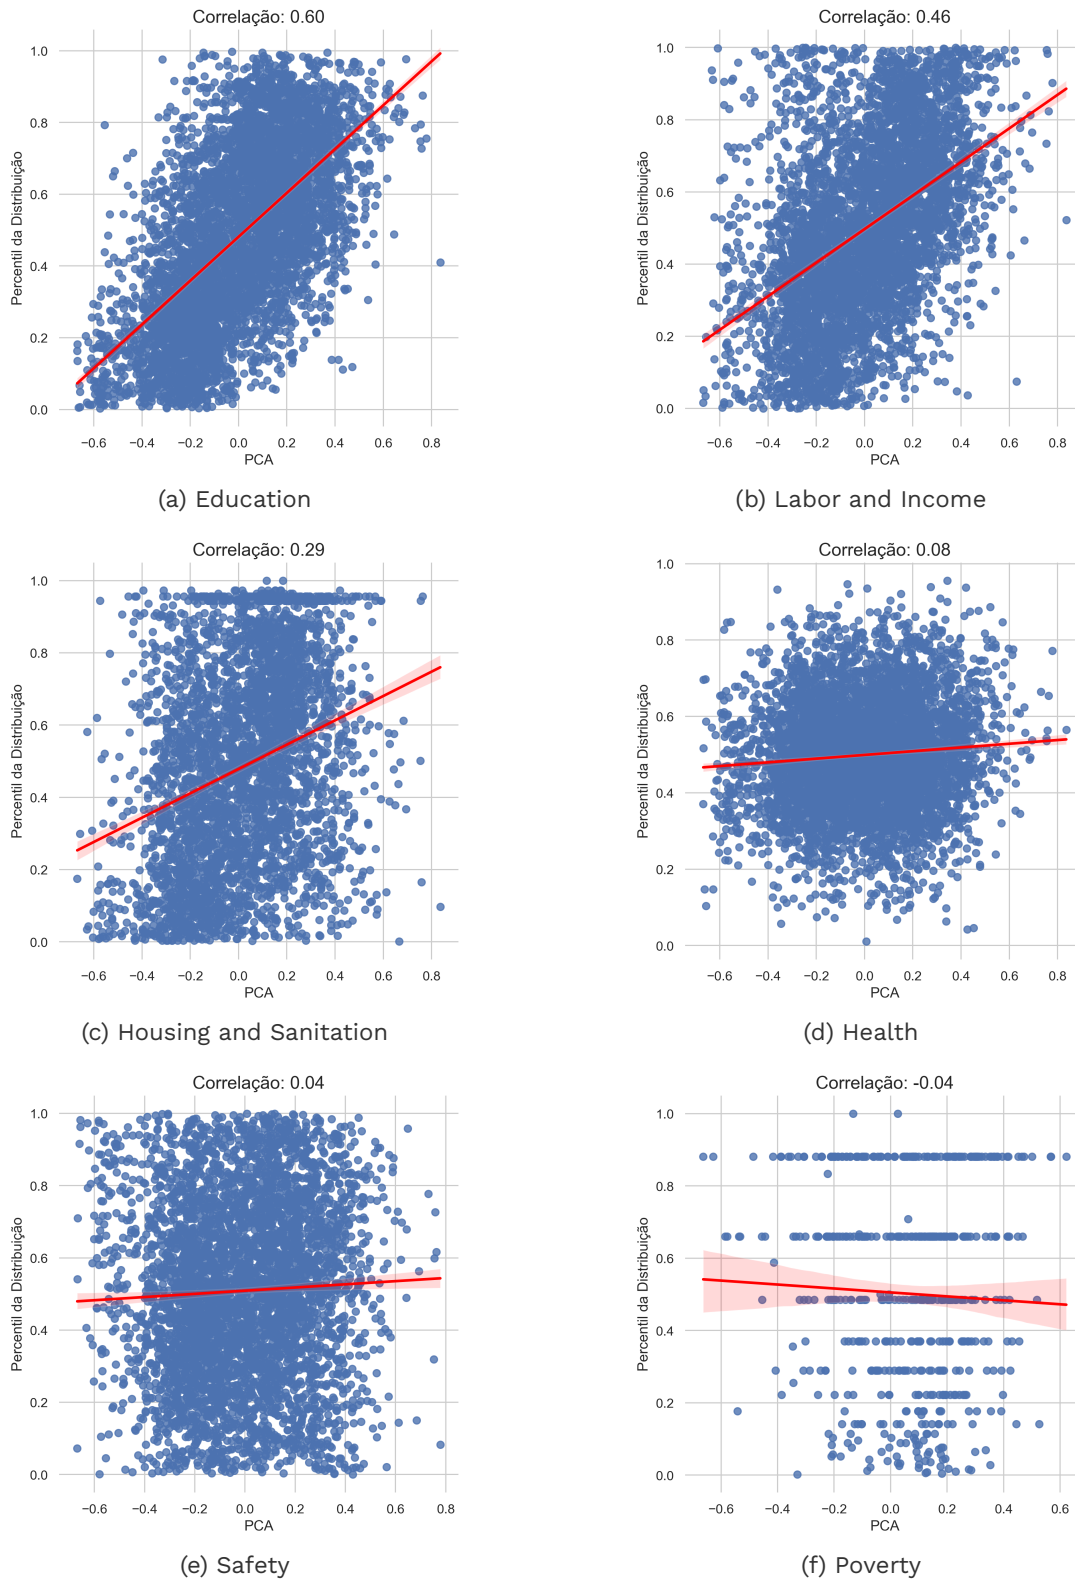 Correlação: 0.60
Percentil da Distribuição
1.0
0.8
0.6
0.4
0.2
0.0
−0.6 −0.4 −0.2 0.0 0.2 0.4 0.6 0.8
PCA
(a) Education
Correlação: 0.46
Percentil da Distribuição
1.0
0.8
0.6
0.4
0.2
0.0
−0.6 −0.4 −0.2 0.0 0.2 0.4 0.6 0.8
PCA
(b) Labor and Income
Correlação: 0.29
Percentil da Distribuição
1.0
0.8
0.6
0.4
0.2
0.0
−0.6 −0.4 −0.2 0.0 0.2 0.4 0.6 0.8
PCA
(c) Housing and Sanitation
Correlação: 0.08
Percentil da Distribuição
1.0
0.8
0.6
0.4
0.2
0.0
−0.6 −0.4 −0.2 0.0 0.2 0.4 0.6 0.8
PCA
(d) Health
Correlação: 0.04
Percentil da Distribuição
1.0
0.8
0.6
0.4
0.2
0.0
−0.6 −0.4 −0.2 0.0 0.2 0.4 0.6 0.8
PCA
(e) Safety
Correlação: -0.04
Percentil da Distribuição
1.0
0.8
0.6
0.4
0.2
0.0
−0.6 −0.4 −0.2 0.0 0.2 0.4 0.6
PCA
(f) Poverty